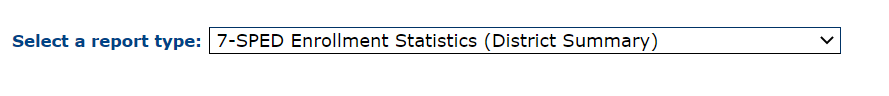 Select a report type: 7-SPED Enrollment Statistics (District Summary)